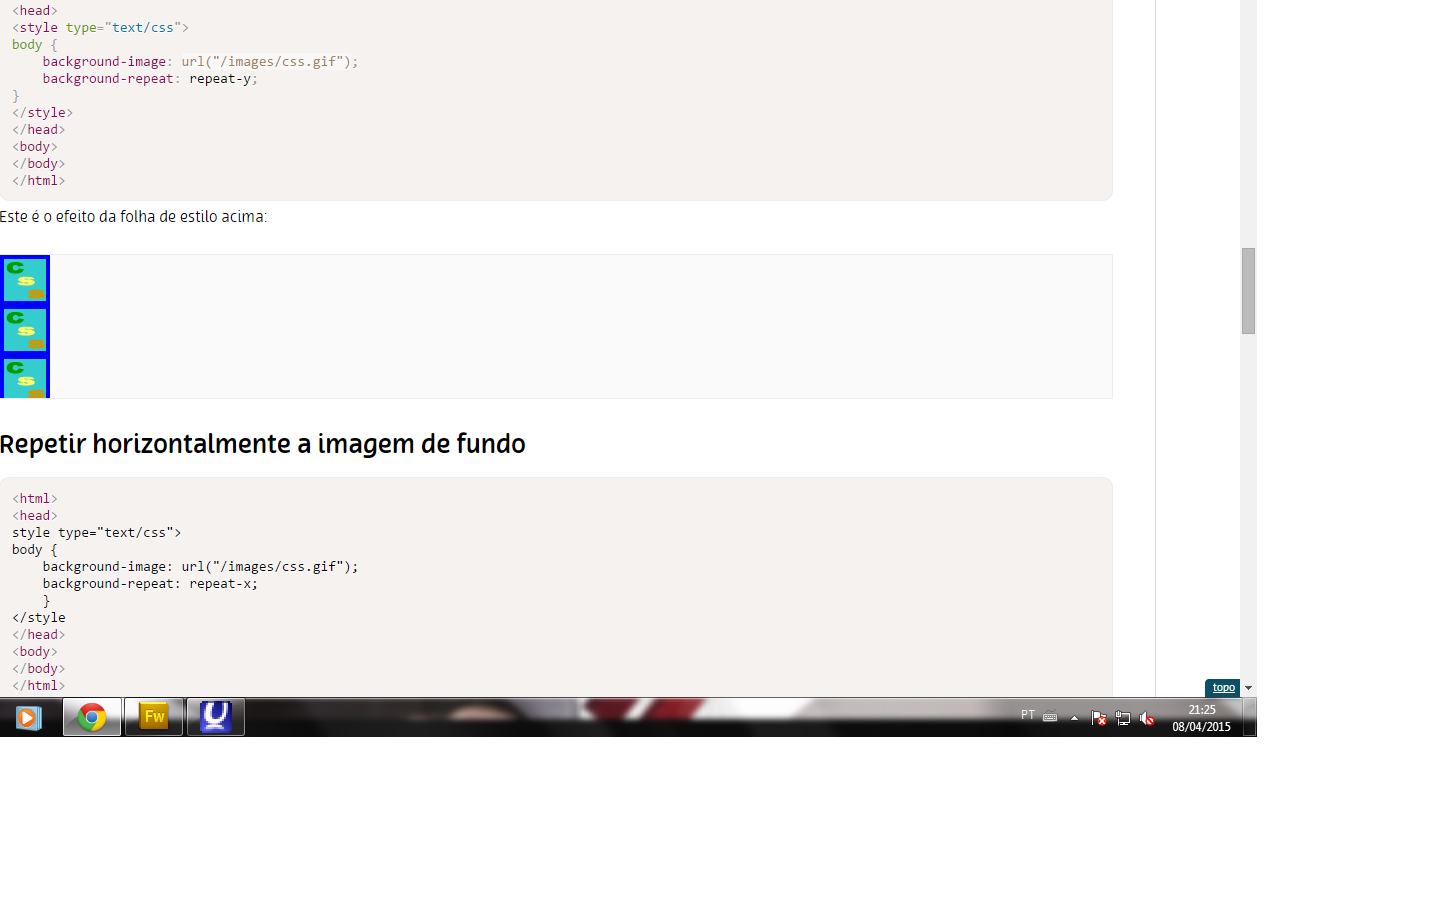 <head>
<style type="text/css">
body {
    background-image: url("/images/css.gif");
    background-repeat: repeat-y;
}
</style>
</head>
<body>
</body>
</html>
Este é o efeito da folha de estilo acima:
C
S
S
C
S
S
C
S
S
Repetir horizontalmente a imagem de fundo
<html>
<head>
style type="text/css">
body {
    background-image: url("/images/css.gif");
    background-repeat: repeat-x;
    }
</style
</head>
<body>
</body>
</html>
topo
Fw
U
PT
21:25
08/04/2015